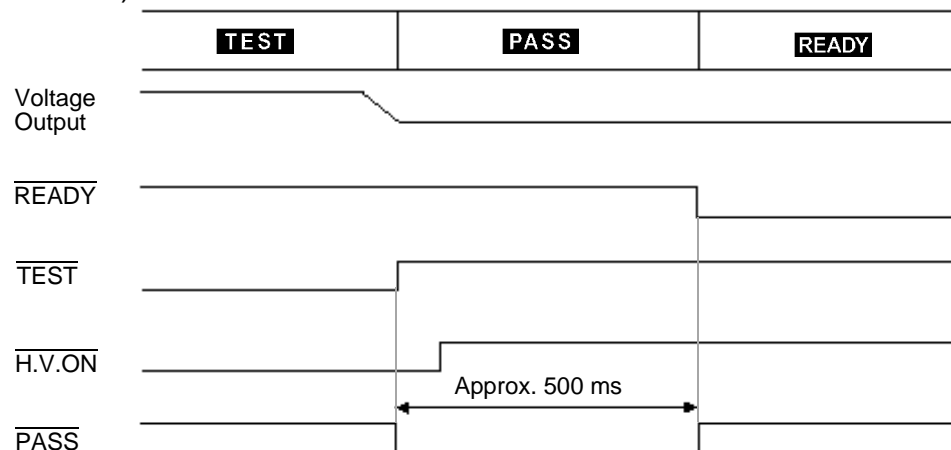 TEST PASS READY
Voltage
Output
READY
TEST
H.V.ON
Approx. 500 ms
PASS